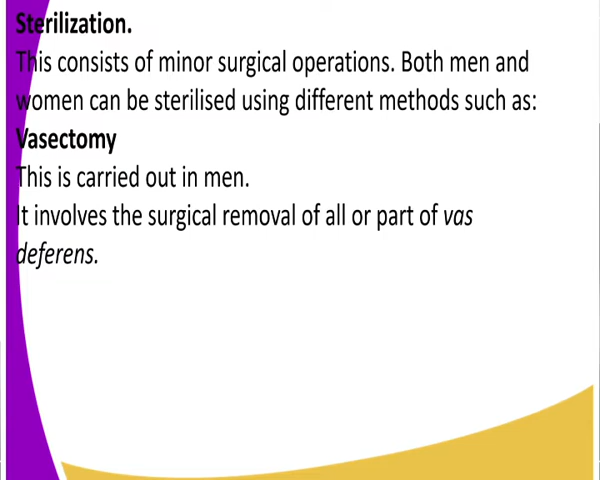 Sterilization.
This consists of minor surgical operations. Both men and
women can be sterilised using different methods such as:
Vasectomy
This is carried out in men.
It involves the surgical removal of all or part of vas
deferens.